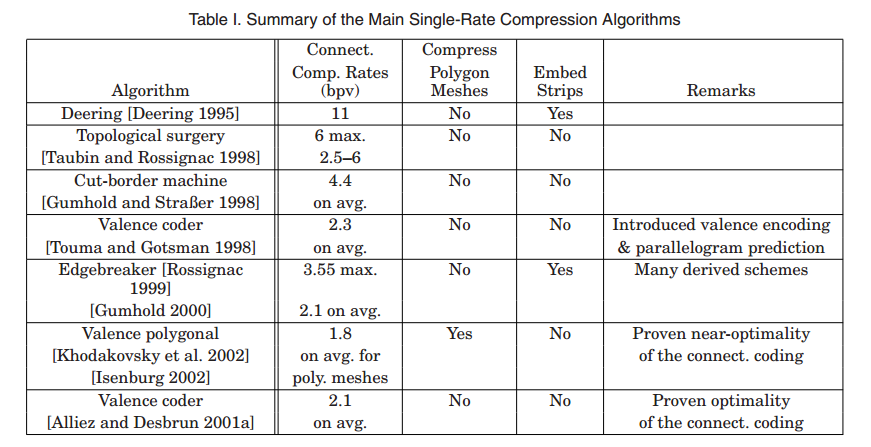 Table I. Summary of the Main Single-Rate Compression Algorithms
Connect. Compress
Comp. Rates Polygon Embed
Algorithm (bpv) Meshes Strips Remarks
Deering [Deering 1995] 11 No Yes
Topological surgery 6 max. No No
[Taubin and Rossignac 1998] 2.5–6
Cut-border machine 4.4 No No
[Gumhold and Straßer 1998] on avg.
Valence coder 2.3 No No Introduced valence encoding
[Touma and Gotsman 1998] on avg. & parallelogram prediction
Edgebreaker [Rossignac 3.55 max. No Yes Many derived schemes
1999]
[Gumhold 2000] 2.1 on avg.
Valence polygonal 1.8 Yes No Proven near-optimality
[Khodakovsky et al. 2002] on avg. for of the connect. coding
[Isenburg 2002] poly. meshes
Valence coder 2.1 No No Proven optimality
[Alliez and Desbrun 2001a] on avg. of the connect. coding